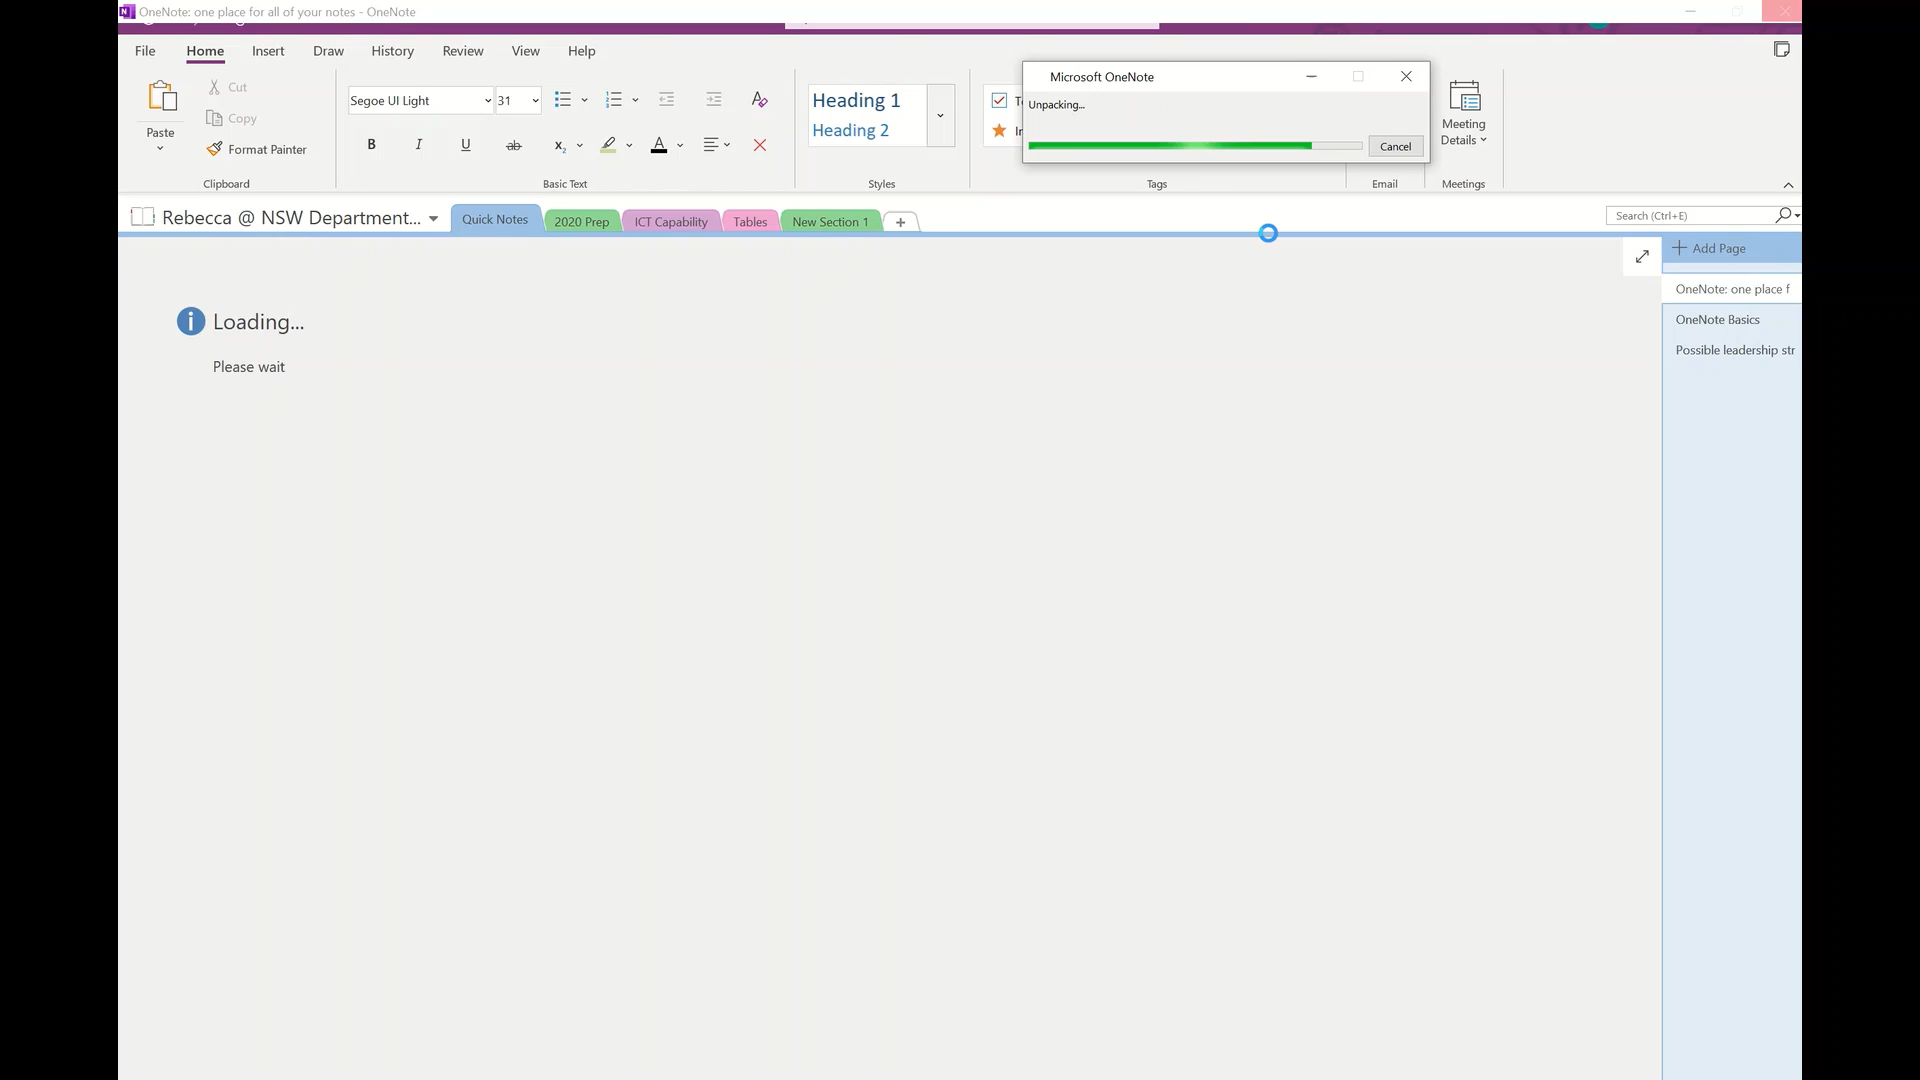 OneNote: one place for all of your notes - OneNote
File Home Insert Draw History Review View Help
Paste
Cut
Copy
Format Painter
Clipboard
Segoe UI Light 31
B I U ab x₂ A
Basic Text
Heading 1
Heading 2
Styles
Tags
Email
Meeting
Details
Meetings
Microsoft OneNote
Unpacking...
Cancel
Rebecca @ NSW Department...
Quick Notes 2020 Prep ICT Capability Tables New Section 1
Search (Ctrl+E)
Add Page
OneNote: one place f
OneNote Basics
Possible leadership str
Loading...
Please wait